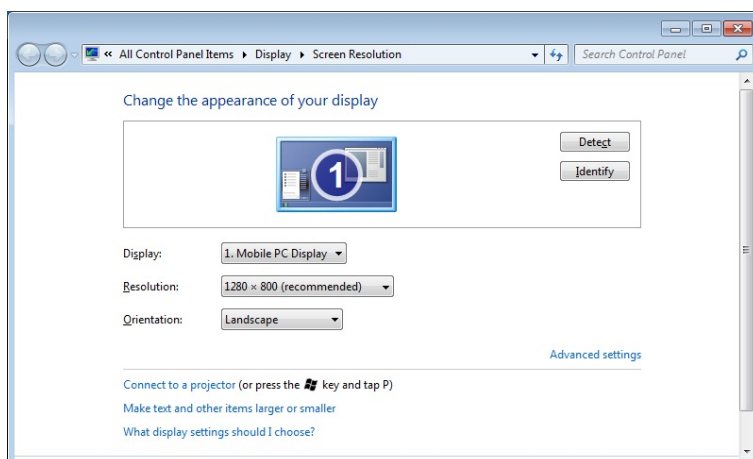 « All Control Panel Items ▸ Display ▸ Screen Resolution Search Control Panel
Change the appearance of your display
1
Detect
Identify
Display: 1. Mobile PC Display
Resolution: 1280 × 800 (recommended)
Orientation: Landscape
Advanced settings
Connect to a projector (or press the key and tap P)
Make text and other items larger or smaller
What display settings should I choose?